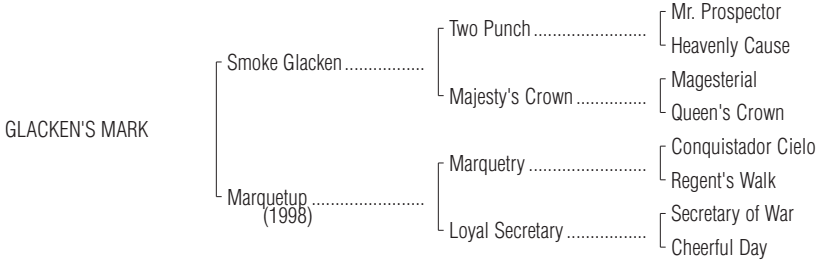 Mr. Prospector
Two Punch ........................
Heavenly Cause
Smoke Glacken .................
Magesterial
Majesty's Crown ...............
Queen's Crown
GLACKEN'S MARK
Conquistador Cielo
Marquetry .........................
Regent's Walk
Marquetup ........................
(1998)
Secretary of War
Loyal Secretary .................
Cheerful Day